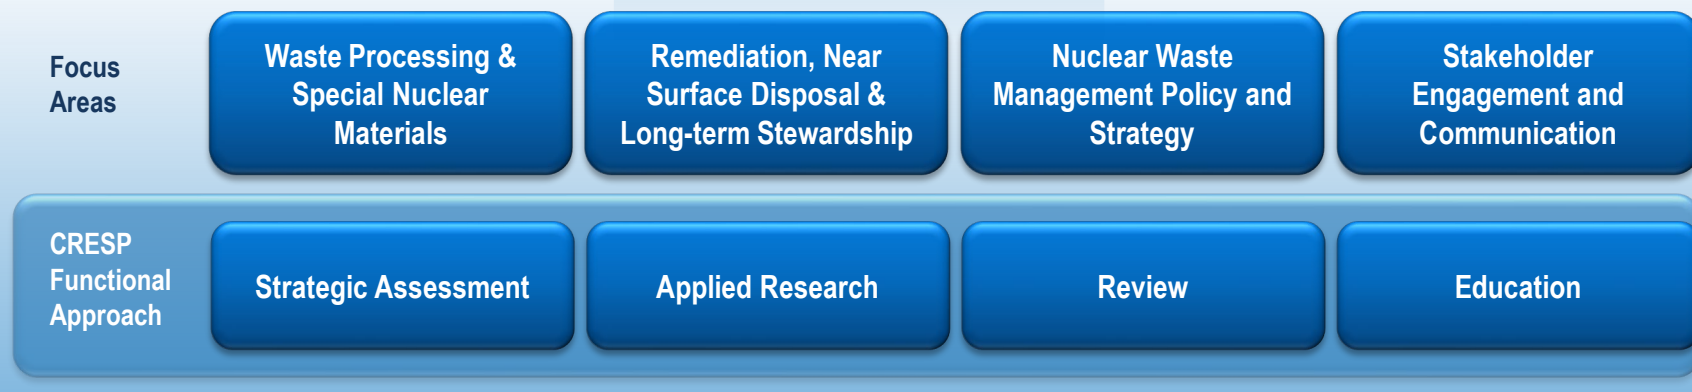 Focus
Areas
Waste Processing &
Special Nuclear
Materials
Remediation, Near
Surface Disposal &
Long-term Stewardship
Nuclear Waste
Management Policy and
Strategy
Stakeholder
Engagement and
Communication
CRESP
Functional
Approach
Strategic Assessment
Applied Research
Review
Education